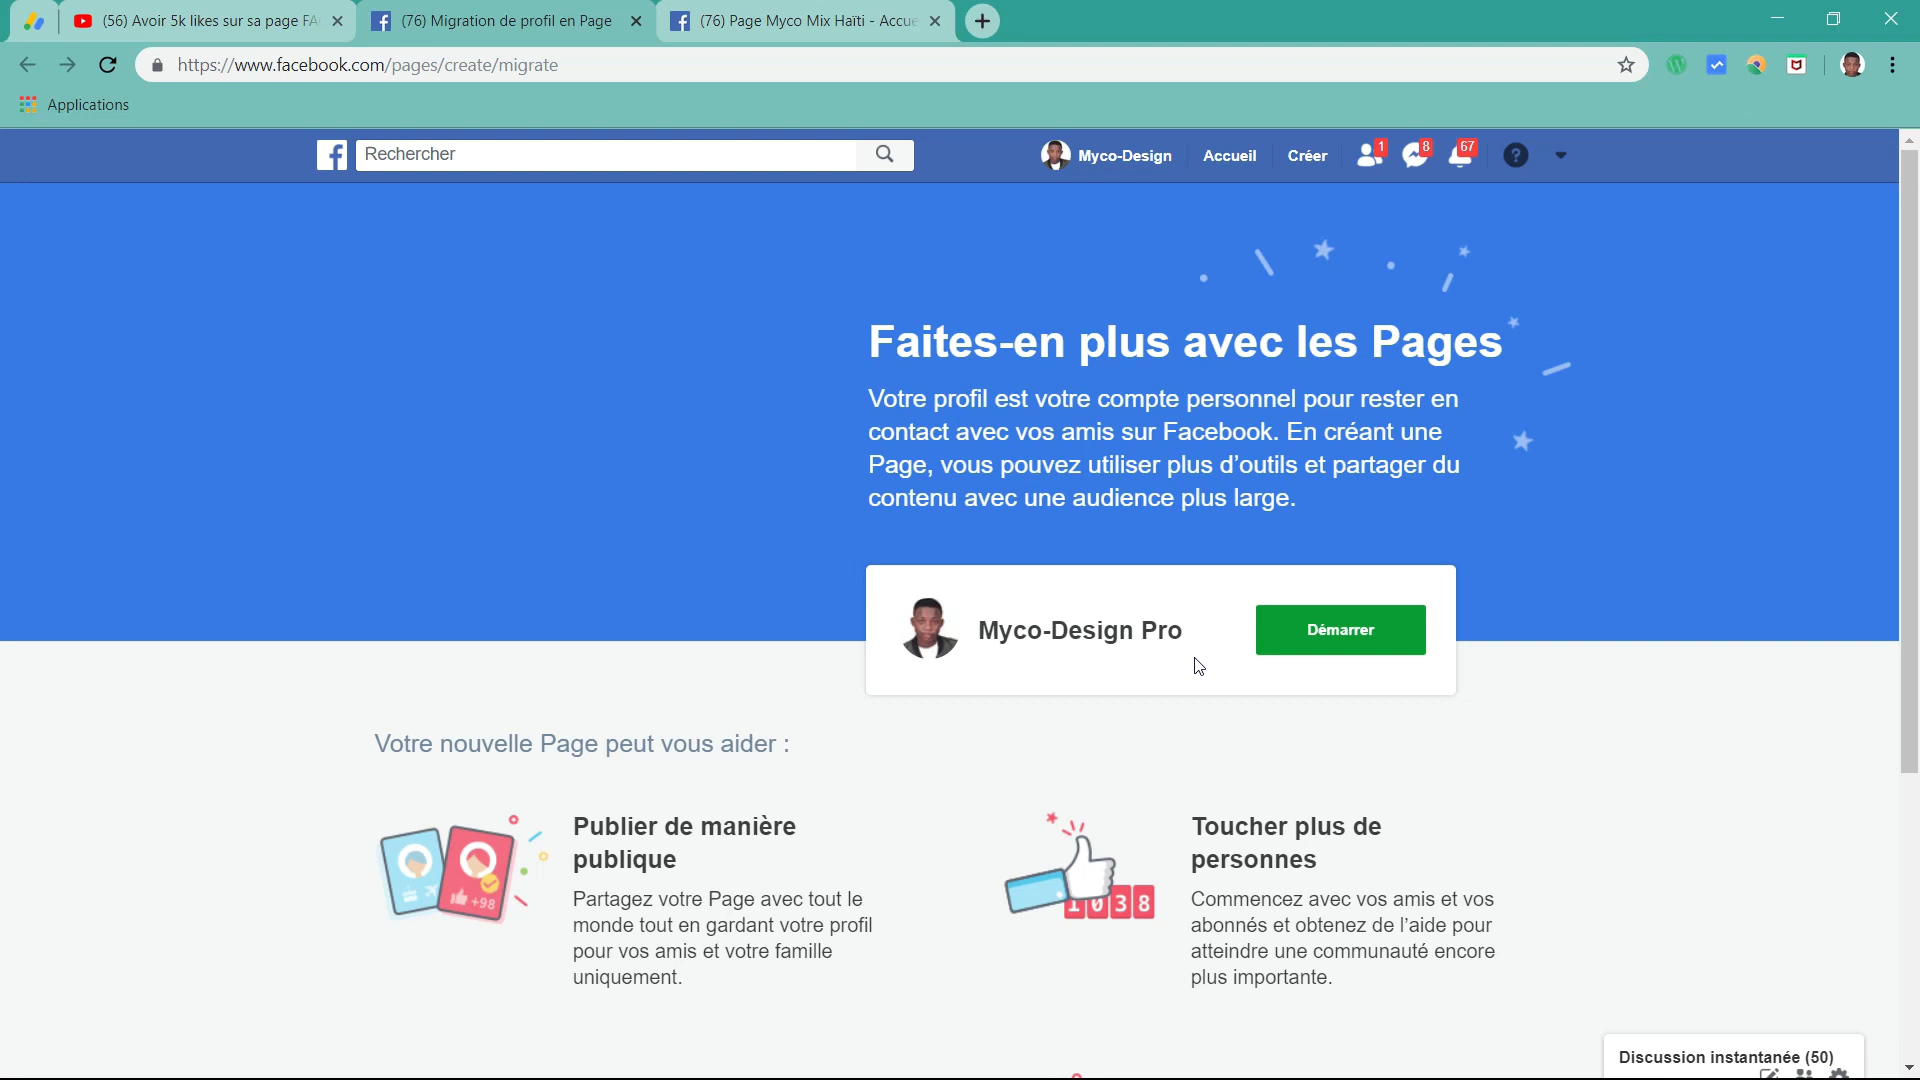 (56) Avoir 5k likes sur sa page FA
(76) Migration de profil en Page
(76) Page Myco Mix Haïti - Accue
https://www.facebook.com/pages/create/migrate
Applications
Rechercher
Myco-Design
Accueil
Créer
1
8
67
Faites-en plus avec les Pages
Votre profil est votre compte personnel pour rester en
contact avec vos amis sur Facebook. En créant une
Page, vous pouvez utiliser plus d'outils et partager du
contenu avec une audience plus large.
Myco-Design Pro
Démarrer
Votre nouvelle Page peut vous aider :
Publier de manière
publique
Partagez votre Page avec tout le
monde tout en gardant votre profil
pour vos amis et votre famille
uniquement.
+98
Toucher plus de
personnes
Commencez avec vos amis et vos
abonnés et obtenez de l'aide pour
atteindre une communauté encore
plus importante.
1038
Discussion instantanée (50)